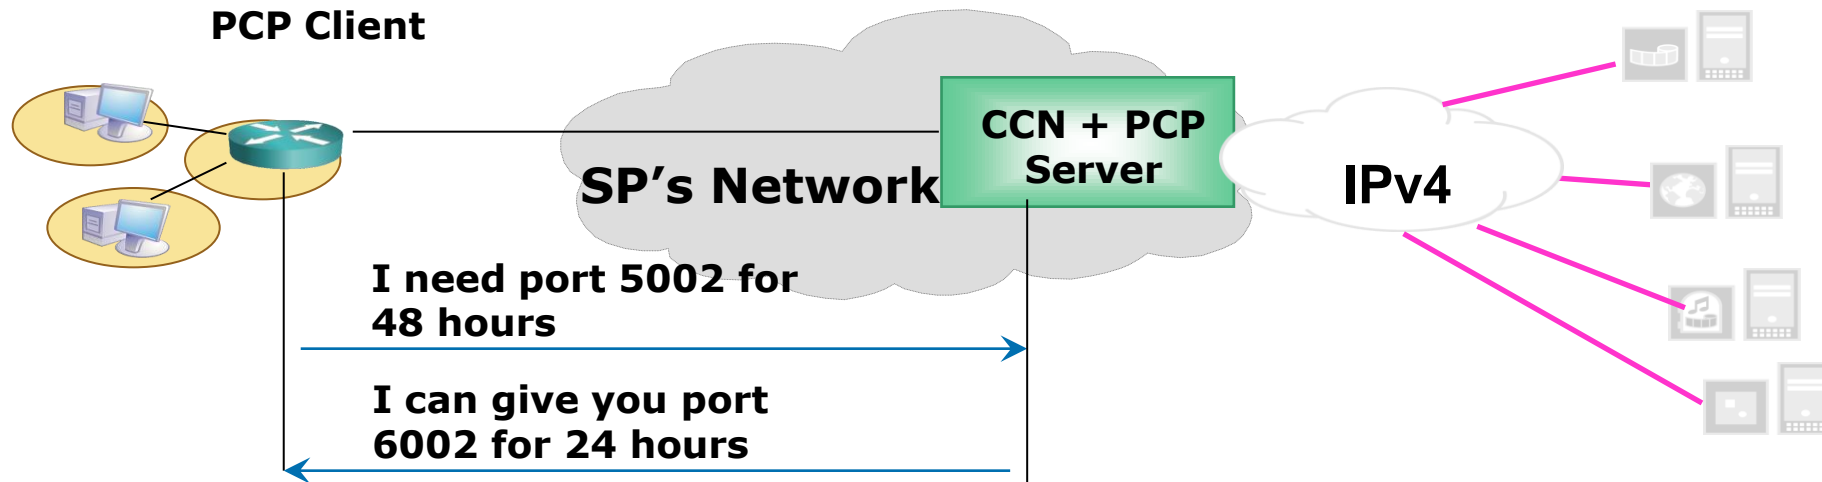 PCP Client
CCN + PCP
Server
SP's Network
IPv4
I need port 5002 for
48 hours
I can give you port
6002 for 24 hours